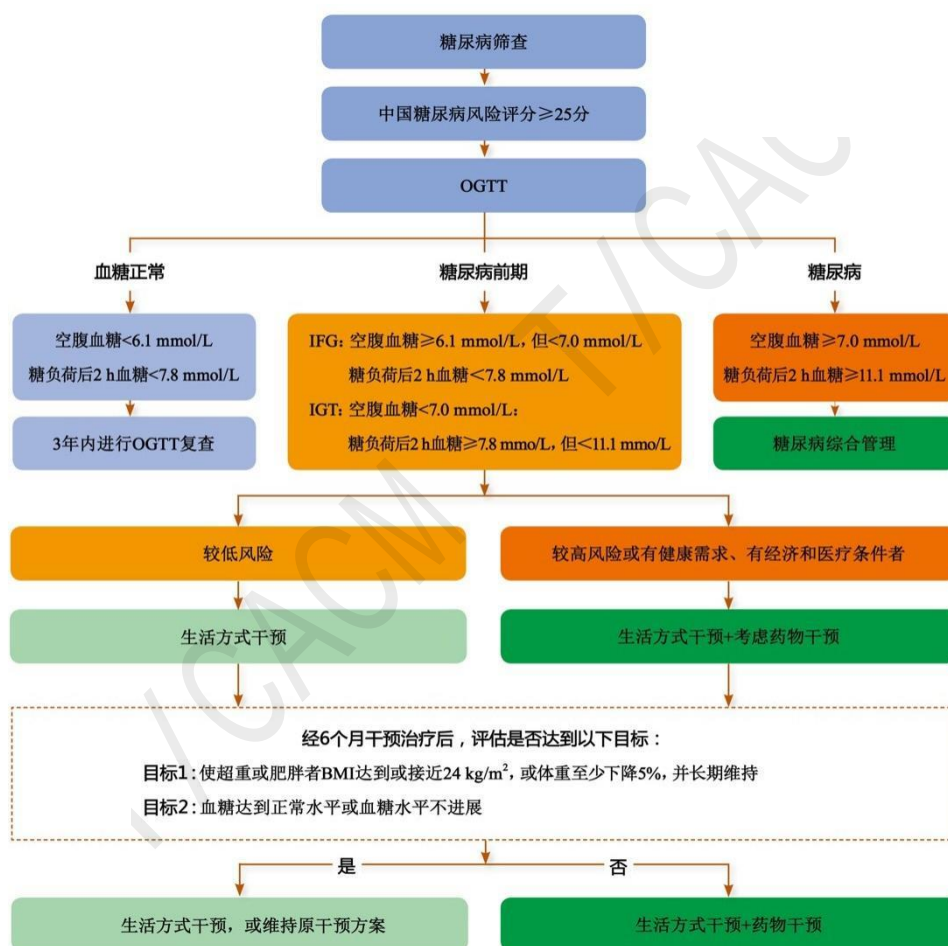 糖尿病筛查
中国糖尿病风险评分≥25分
OGTT
血糖正常
糖尿病前期
糖尿病
空腹血糖<6.1 mmol/L
糖负荷后2 h血糖<7.8 mmol/L
IFG: 空腹血糖≥6.1 mmol/L, 但<7.0 mmol/L
糖负荷后2 h血糖<7.8 mmol/L
IGT: 空腹血糖<7.0 mmol/L:
糖负荷后2 h血糖≥7.8 mmo/L, 但<11.1 mmo/L
空腹血糖≥7.0 mmol/L
糖负荷后2 h血糖≥11.1 mmol/L
3年内进行OGTT复查
糖尿病综合管理
较低风险
较高风险或有健康需求、有经济和医疗条件者
生活方式干预
生活方式干预+考虑药物干预
经6个月干预治疗后，评估是否达到以下目标：
目标1: 使超重或肥胖者BMI达到或接近24 kg/m², 或体重至少下降5%, 并长期维持
目标2: 血糖达到正常水平或血糖水平不进展
是
否
生活方式干预，或维持原干预方案
生活方式干预+药物干预
/CACM T/CAC